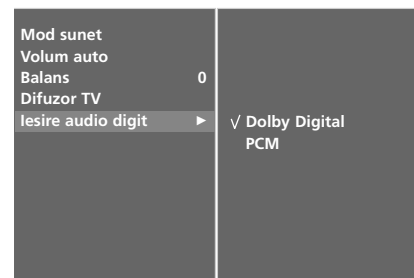 Mod sunet
Volum auto
Balans 0
Difuzor TV
Iesire audio digit ►
√ Dolby Digital
PCM